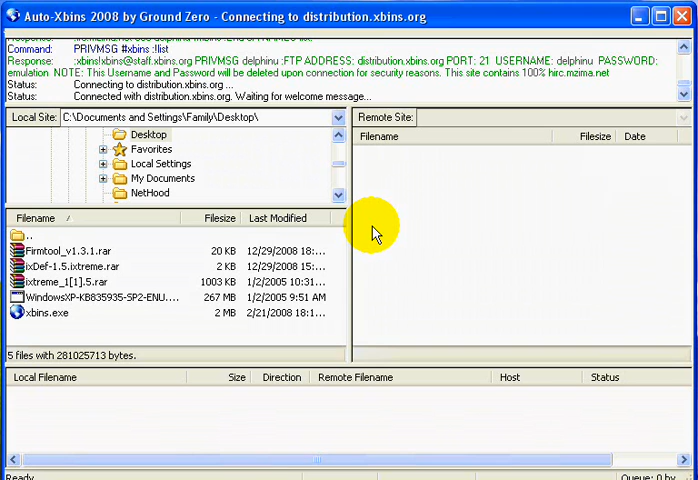 Auto-Xbins 2008 by Ground Zero - Connecting to distribution.xbins.org
Command: PRIVMSG #xbins :!list
Response: :xbins!xbins@staff.xbins.org PRIVMSG delphinu :FTP ADDRESS: distribution.xbins.org PORT: 21 USERNAME: delphinu PASSWORD:
emulation NOTE: This Username and Password will be deleted upon connection for security reasons. This site contains 100% hirc.mzima.net
Status: Connecting to distribution.xbins.org ...
Status: Connected with distribution.xbins.org. Waiting for welcome message...
Local Site: C:\Documents and Settings\Family\Desktop\
Remote Site:
Desktop
Favorites
Local Settings
My Documents
NetHood
Filename Filesize Date
Filename / Filesize Last Modified
..
Firmtool_v1.3.1.rar 20 KB 12/29/2008 18:...
ixDef-1.5.ixtreme.rar 2 KB 12/29/2008 15:...
ixtreme_1[1].5.rar 1003 KB 1/2/2005 10:31...
WindowsXP-KB835935-SP2-ENU.... 267 MB 1/2/2005 9:51 AM
xbins.exe 2 MB 2/21/2008 18:1...
5 files with 281025713 bytes.
Local Filename Size Direction Remote Filename Host Status
Ready Queue: 0 by